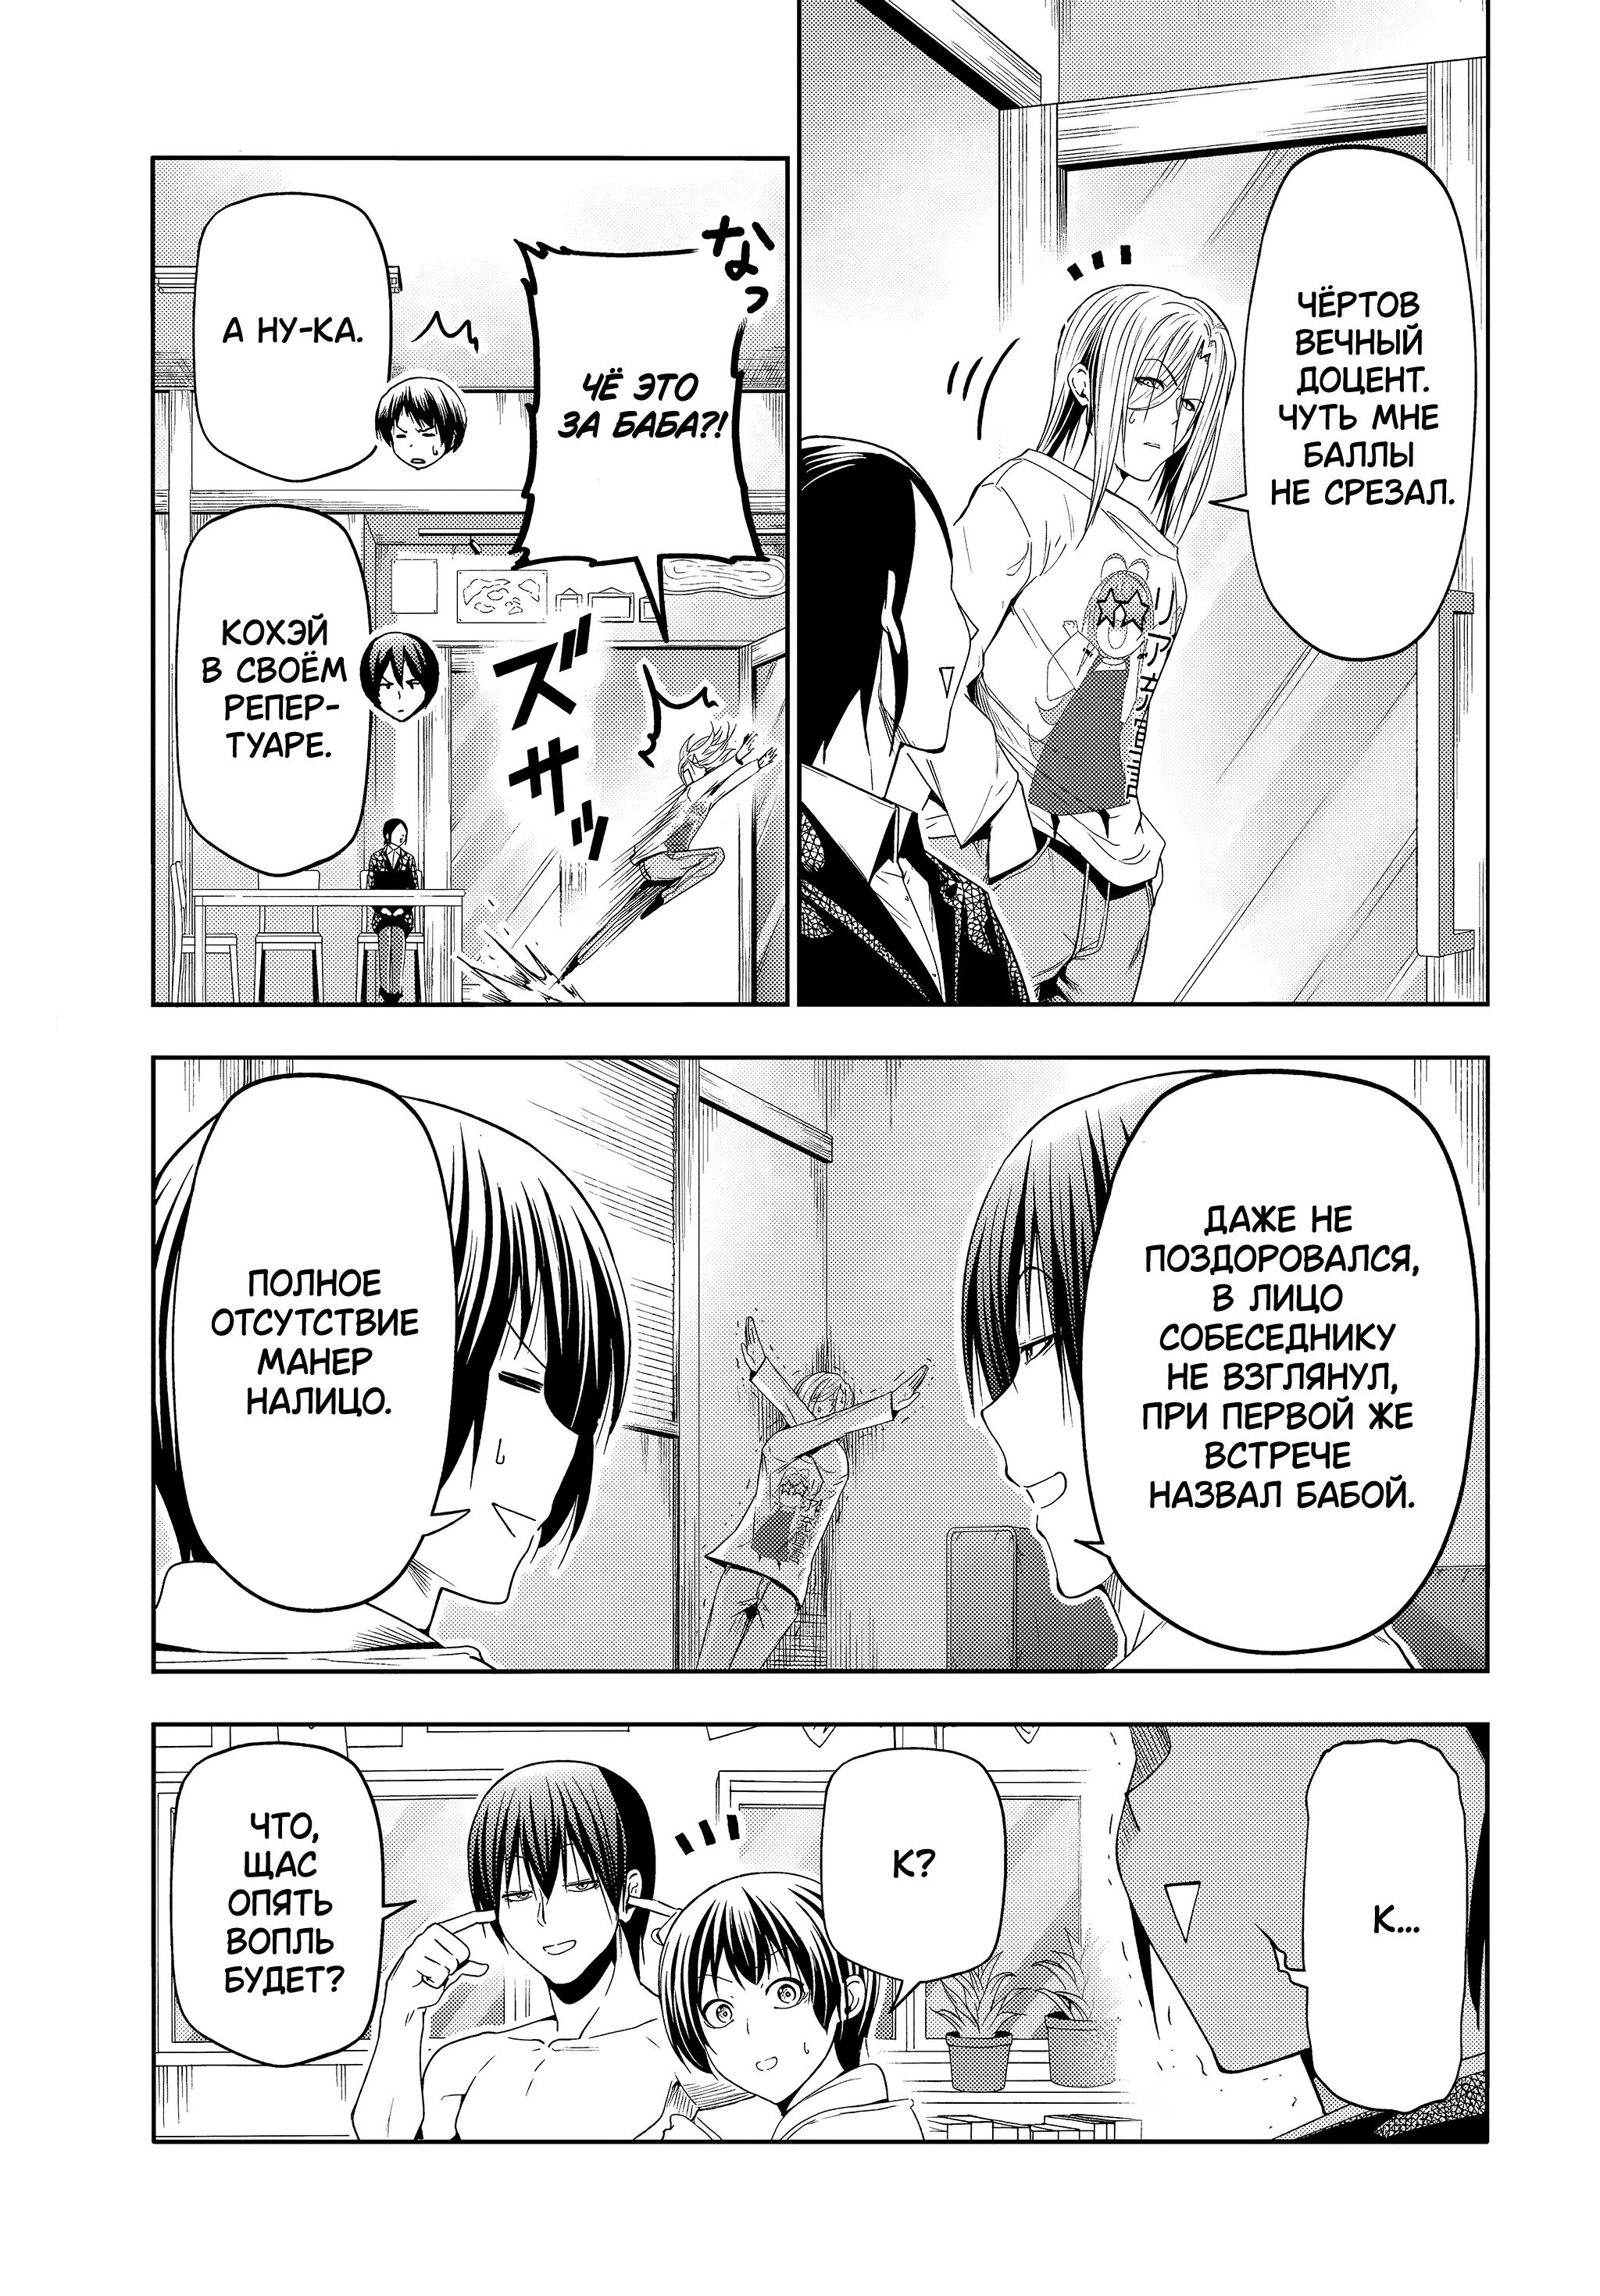 ЧЁРТОВ
ВЕЧНЫЙ
ДОЦЕНТ.
ЧУТЬ МНЕ
БАЛЛЫ
НЕ СРЕЗАЛ.
なっ
ЧЁ ЭТО
ЗА БАБА?!
ズサッ
А НУ-КА.
КОХЭЙ
В СВОЁМ
РЕПЕР-
ТУАРЕ.
ДАЖЕ НЕ
ПОЗДОРОВАЛСЯ,
В ЛИЦО
СОБЕСЕДНИКУ
НЕ ВЗГЛЯНУЛ,
ПРИ ПЕРВОЙ ЖЕ
ВСТРЕЧЕ
НАЗВАЛ БАБОЙ.
ПОЛНОЕ
ОТСУТСТВИЕ
МАНЕР
НАЛИЦО.
К...
К?
ЧТО,
ЩАС
ОПЯТЬ
ВОПЛЬ
БУДЕТ?